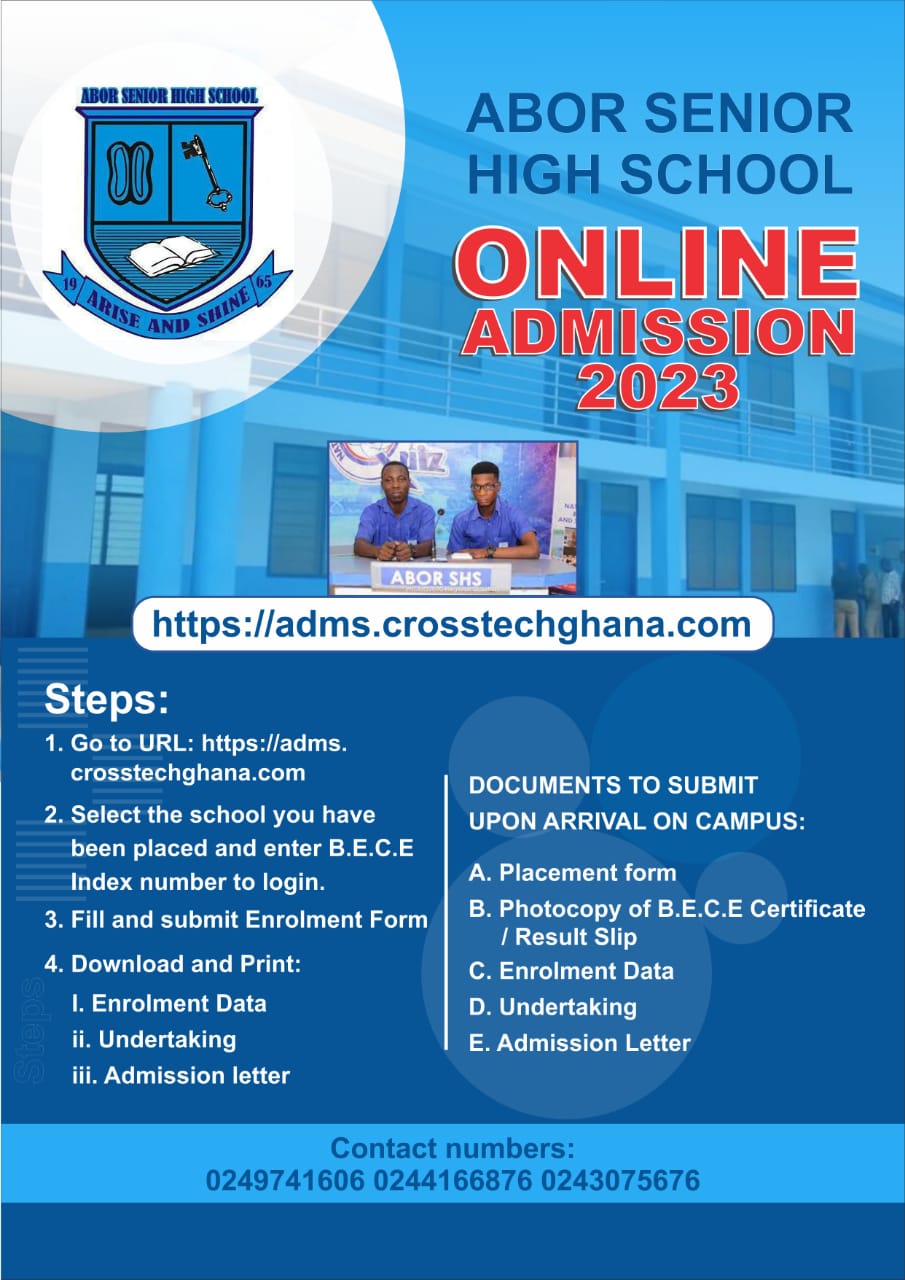 ABOR SENIOR HIGH SCHOOL
19 65
ARISE AND SHINE
ABOR SENIOR
HIGH SCHOOL
ONLINE
ADMISSION
2023
Quiz
ABOR SHS
https://adms.crosstechghana.com
Steps:
1. Go to URL: https://adms.
crosstechghana.com
2. Select the school you have
been placed and enter B.E.C.E
Index number to login.
3. Fill and submit Enrolment Form
4. Download and Print:
I. Enrolment Data
ii. Undertaking
iii. Admission letter
Steps
DOCUMENTS TO SUBMIT
UPON ARRIVAL ON CAMPUS:
A. Placement form
B. Photocopy of B.E.C.E Certificate
/ Result Slip
C. Enrolment Data
D. Undertaking
E. Admission Letter
Contact numbers:
0249741606 0244166876 0243075676